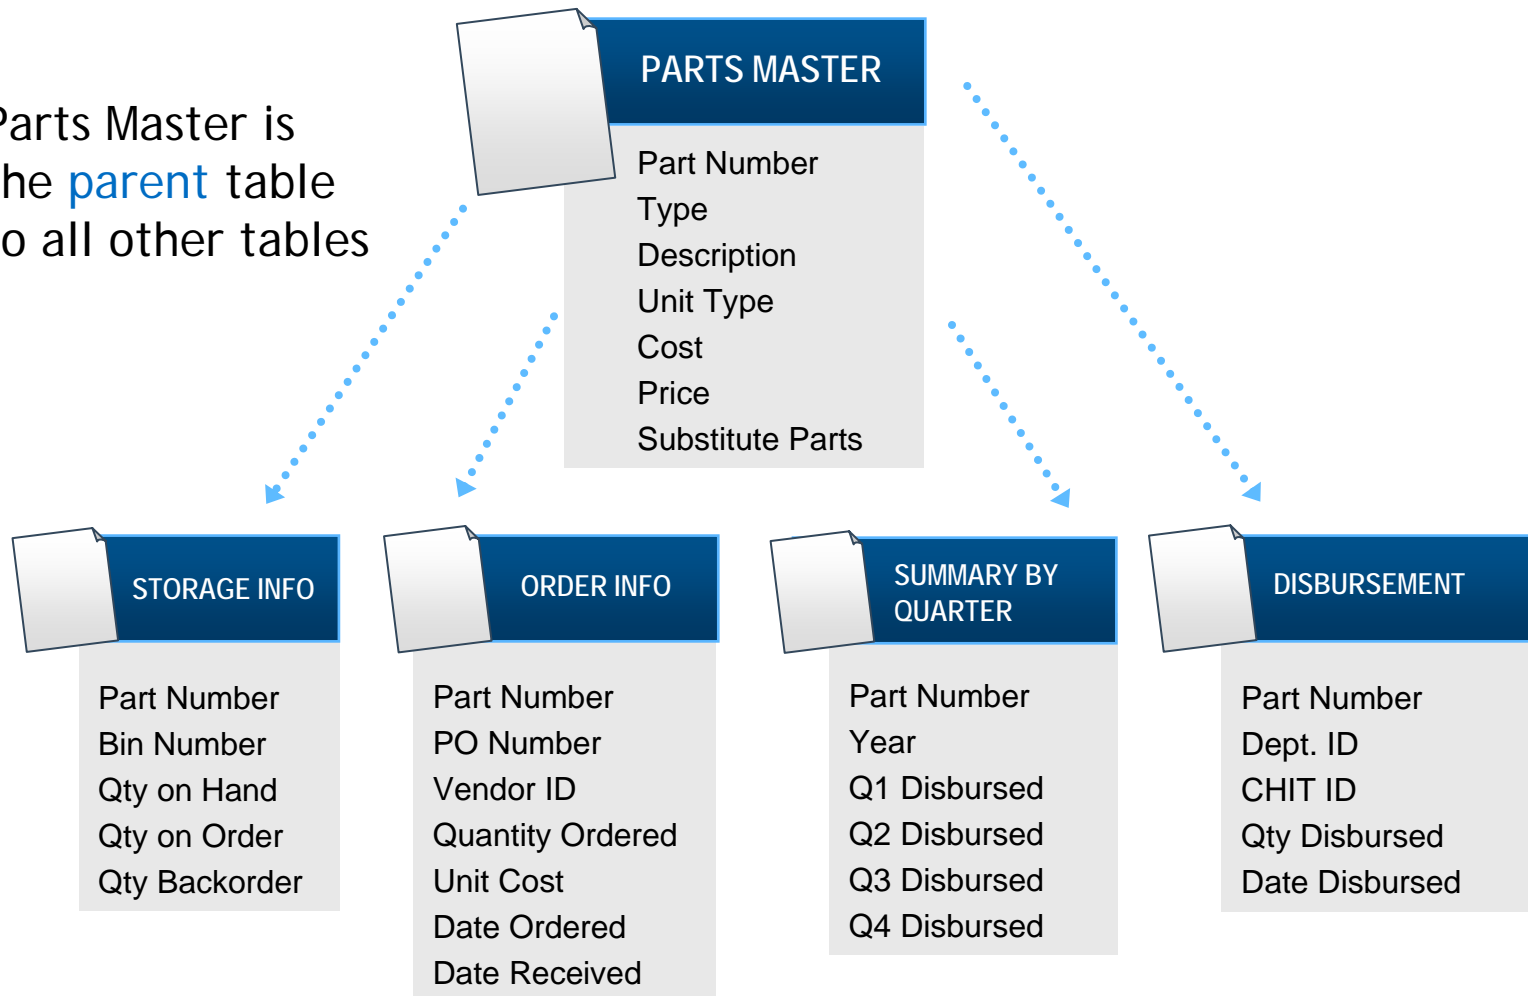 PARTS MASTER
Parts Master is
the parent table
to all other tables
Part Number
Type
Description
Unit Type
Cost
Price
Substitute Parts
STORAGE INFO
Part Number
Bin Number
Qty on Hand
Qty on Order
Qty Backorder
ORDER INFO
Part Number
PO Number
Vendor ID
Quantity Ordered
Unit Cost
Date Ordered
Date Received
SUMMARY BY
QUARTER
Part Number
Year
Q1 Disbursed
Q2 Disbursed
Q3 Disbursed
Q4 Disbursed
DISBURSEMENT
Part Number
Dept. ID
CHIT ID
Qty Disbursed
Date Disbursed